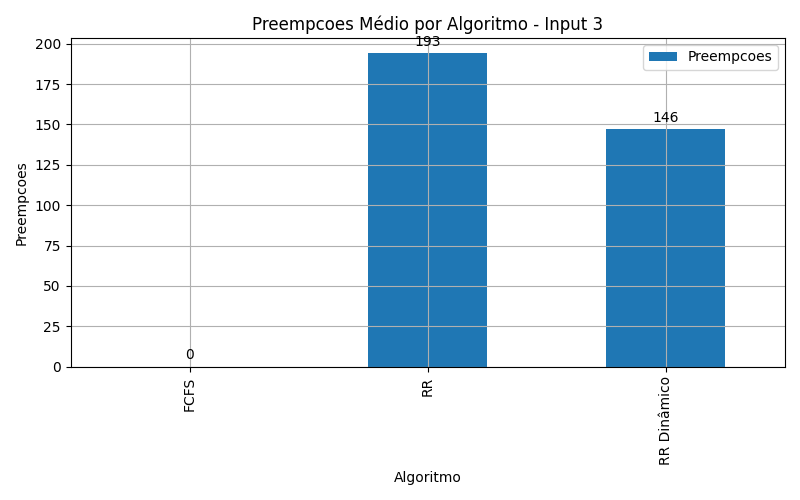 Preempcoes Médio por Algoritmo - Input 3
Preempcoes
200
175
150
125
100
75
50
25
0
Preempcoes
0
193
146
FCFS
RR
RR Dinâmico
Algoritmo